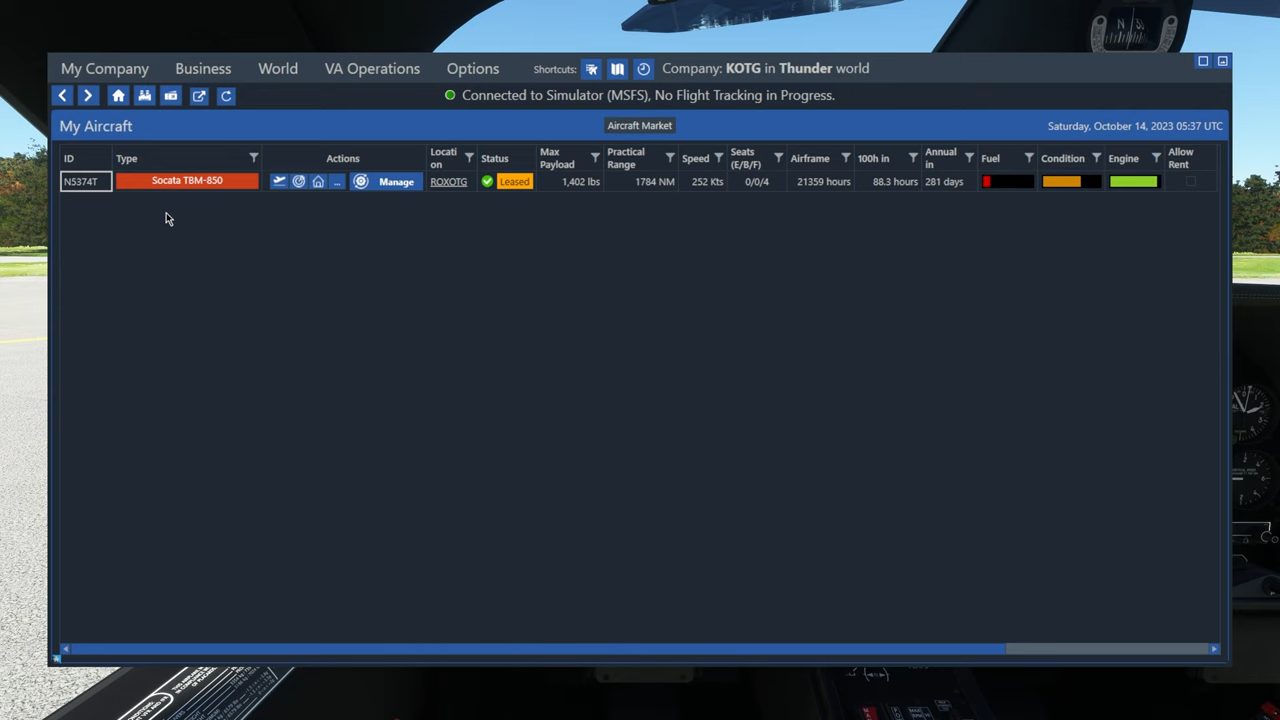 My Company Business World VA Operations Options Shortcuts: Company: KOTG in Thunder world
Connected to Simulator (MSFS), No Flight Tracking in Progress.
My Aircraft Aircraft Market Saturday, October 14, 2023 05:37 UTC
ID Type Actions Locati on Status Max Payload Practical Range Seats (E/B/F) Speed Airframe 100h in Annual in Fuel Condition Engine Allow Rent
N5374T Socata TBM-850 ... Manage ROXOTG Leased 1,402 lbs 1784 NM 252 Kts 0/0/4 21359 hours 88.3 hours 281 days
N